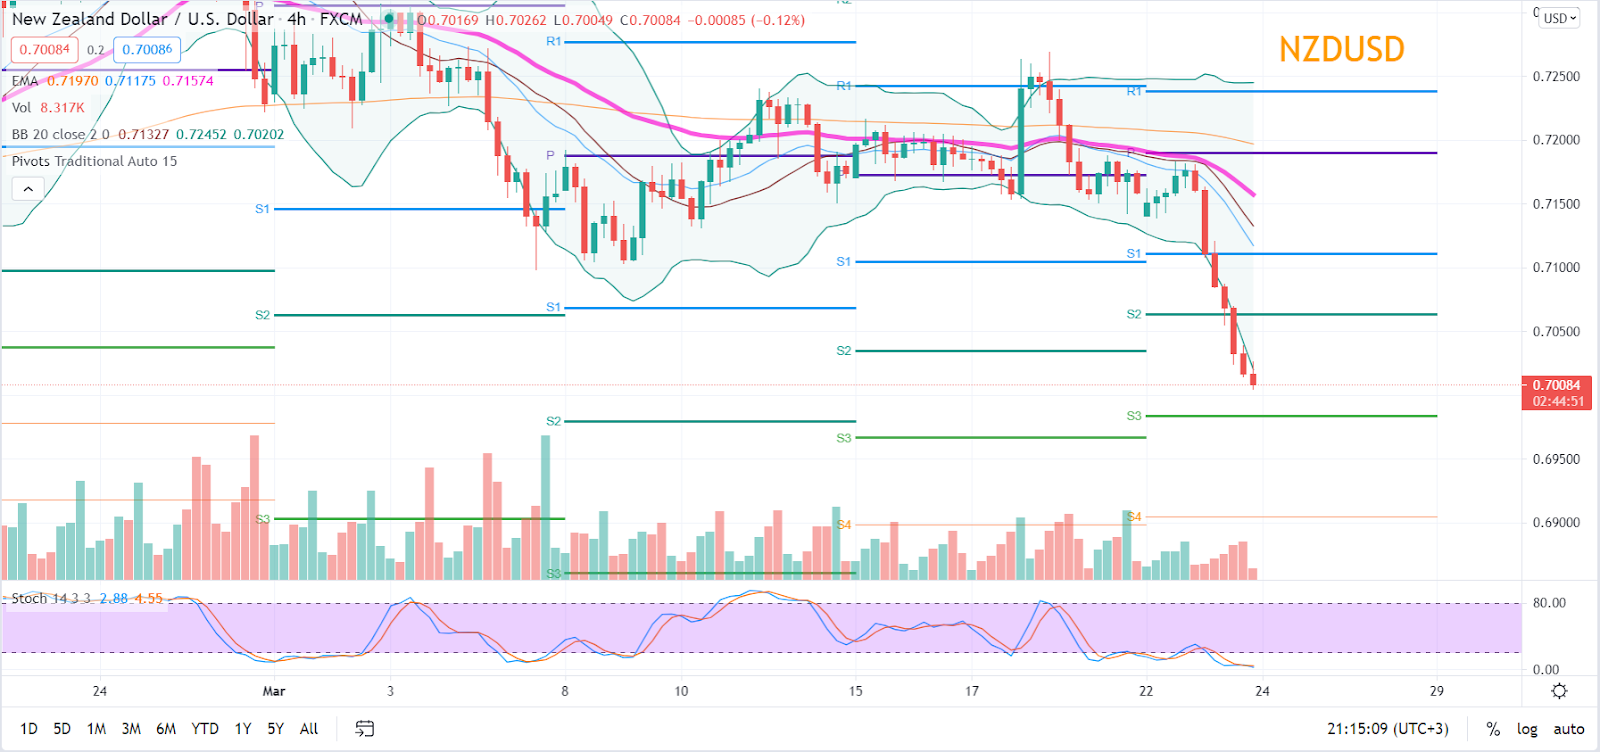 New Zealand Dollar / U.S. Dollar · 4h · FXCM O0.70169 H0.70262 L0.70049 C0.70084 −0.00085 (−0.12%)
USD
0.70084 0.2 0.70086
NZDUSD
EMA 0.71970 0.71175 0.71574
Vol 8.317K
BB 20 close 2 0 0.71327 0.72452 0.70202
Pivots Traditional Auto 15
P
R1
R1
R1
0.72500
0.72000
P
S1
0.71500
S1
S1
0.71000
S1
S2
S2
0.70500
S2
0.70084
02:44:51
S3
S2
S3
0.69500
S3
S4
S4
0.69000
S3
Stoch 14 3 3 2.88 4.55
80.00
0.00
24 Mar 3 8 10 15 17 22 24 29
1D 5D 1M 3M 6M YTD 1Y 5Y All
21:15:09 (UTC+3) % log auto